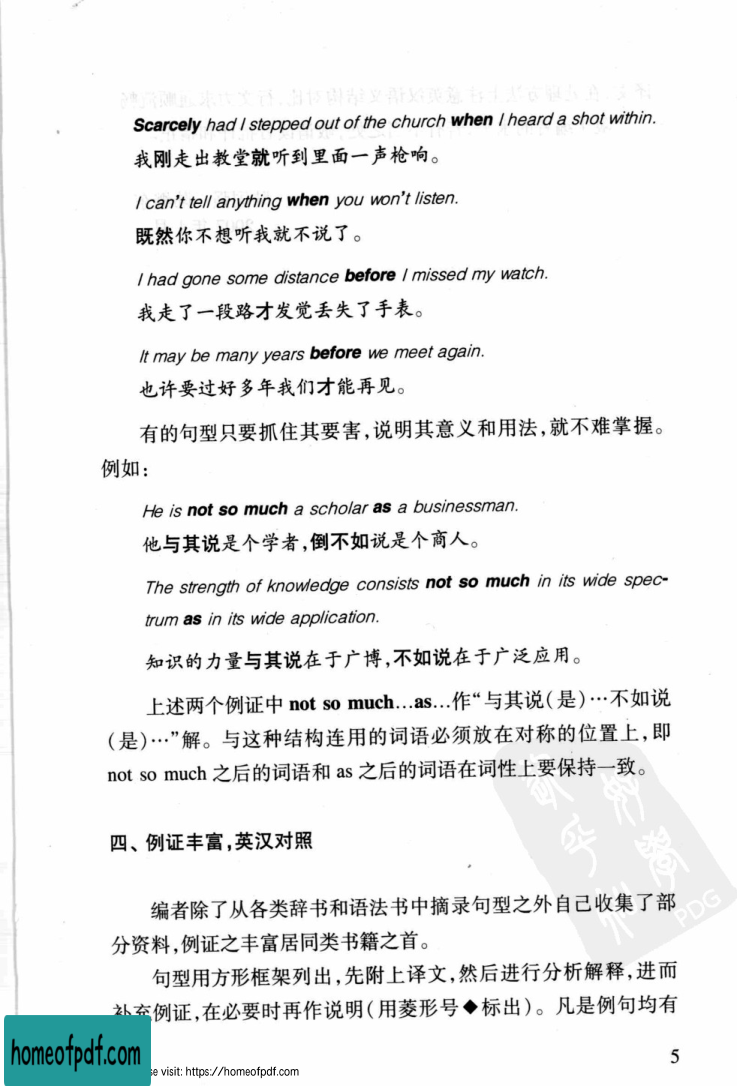 Scarcely had I stepped out of the church when I heard a shot within.
我刚走出教堂就听到里面一声枪响。
I can't tell anything when you won't listen.
既然你不想听我就不说了。
I had gone some distance before I missed my watch.
我走了一段路才发觉丢失了手表。
It may be many years before we meet again.
也许要过好多年我们才能再见。
有的句型只要抓住其要害,说明其意义和用法,就不难掌握。
例如:
He is not so much a scholar as a businessman.
他与其说是个学者,倒不如说是个商人。
The strength of knowledge consists not so much in its wide spec-
trum as in its wide application.
知识的力量与其说在于广博,不如说在于广泛应用。
上述两个例证中 not so much…as…作“与其说(是)…不如说
(是)…”解。与这种结构连用的词语必须放在对称的位置上,即
not so much 之后的词语和 as 之后的词语在词性上要保持一致。
四、例证丰富,英汉对照
编者除了从各类辞书和语法书中摘录句型之外自己收集了部
分资料,例证之丰富居同类书籍之首。
PDG
句型用方形框架列出,先附上译文,然后进行分析解释,进而
补充例证,在必要时再作说明(用菱形号◆标出)。凡是例句均有
homeofpdf.com
se visit: https://homeofpdf.com
5